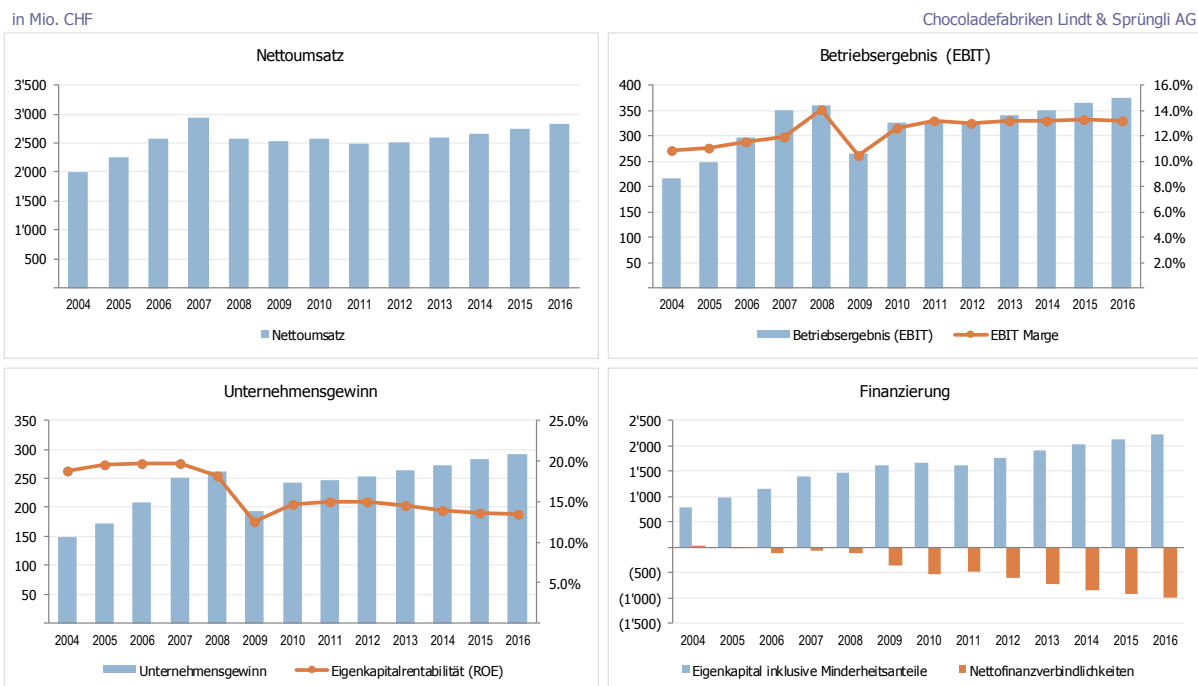 in Mio. CHF
Chocoladefabriken Lindt & Sprüngli AG
Nettoumsatz
3'500
3'000
2'500
2'000
1'500
1'000
500
2004 2005 2006 2007 2008 2009 2010 2011 2012 2013 2014 2015 2016
Nettoumsatz
Betriebsergebnis (EBIT)
400 16.0%
350 14.0%
300 12.0%
250 10.0%
200 8.0%
150 6.0%
100 4.0%
50 2.0%
2004 2005 2006 2007 2008 2009 2010 2011 2012 2013 2014 2015 2016
Betriebsergebnis (EBIT) EBIT Marge
Unternehmensgewinn
350 25.0%
300 20.0%
250 15.0%
200 10.0%
150 5.0%
100
50
2004 2005 2006 2007 2008 2009 2010 2011 2012 2013 2014 2015 2016
Unternehmensgewinn Eigenkapitalrentabilität (ROE)
Finanzierung
2'500
2'000
1'500
1'000
500
(500)
(1'000)
(1'500)
2004 2005 2006 2007 2008 2009 2010 2011 2012 2013 2014 2015 2016
Eigenkapital inklusive Minderheitsanteile Nettofinanzverbindlichkeiten